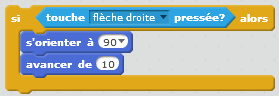 si touche flèche droite pressée? alors
s'orienter à 90
avancer de 10